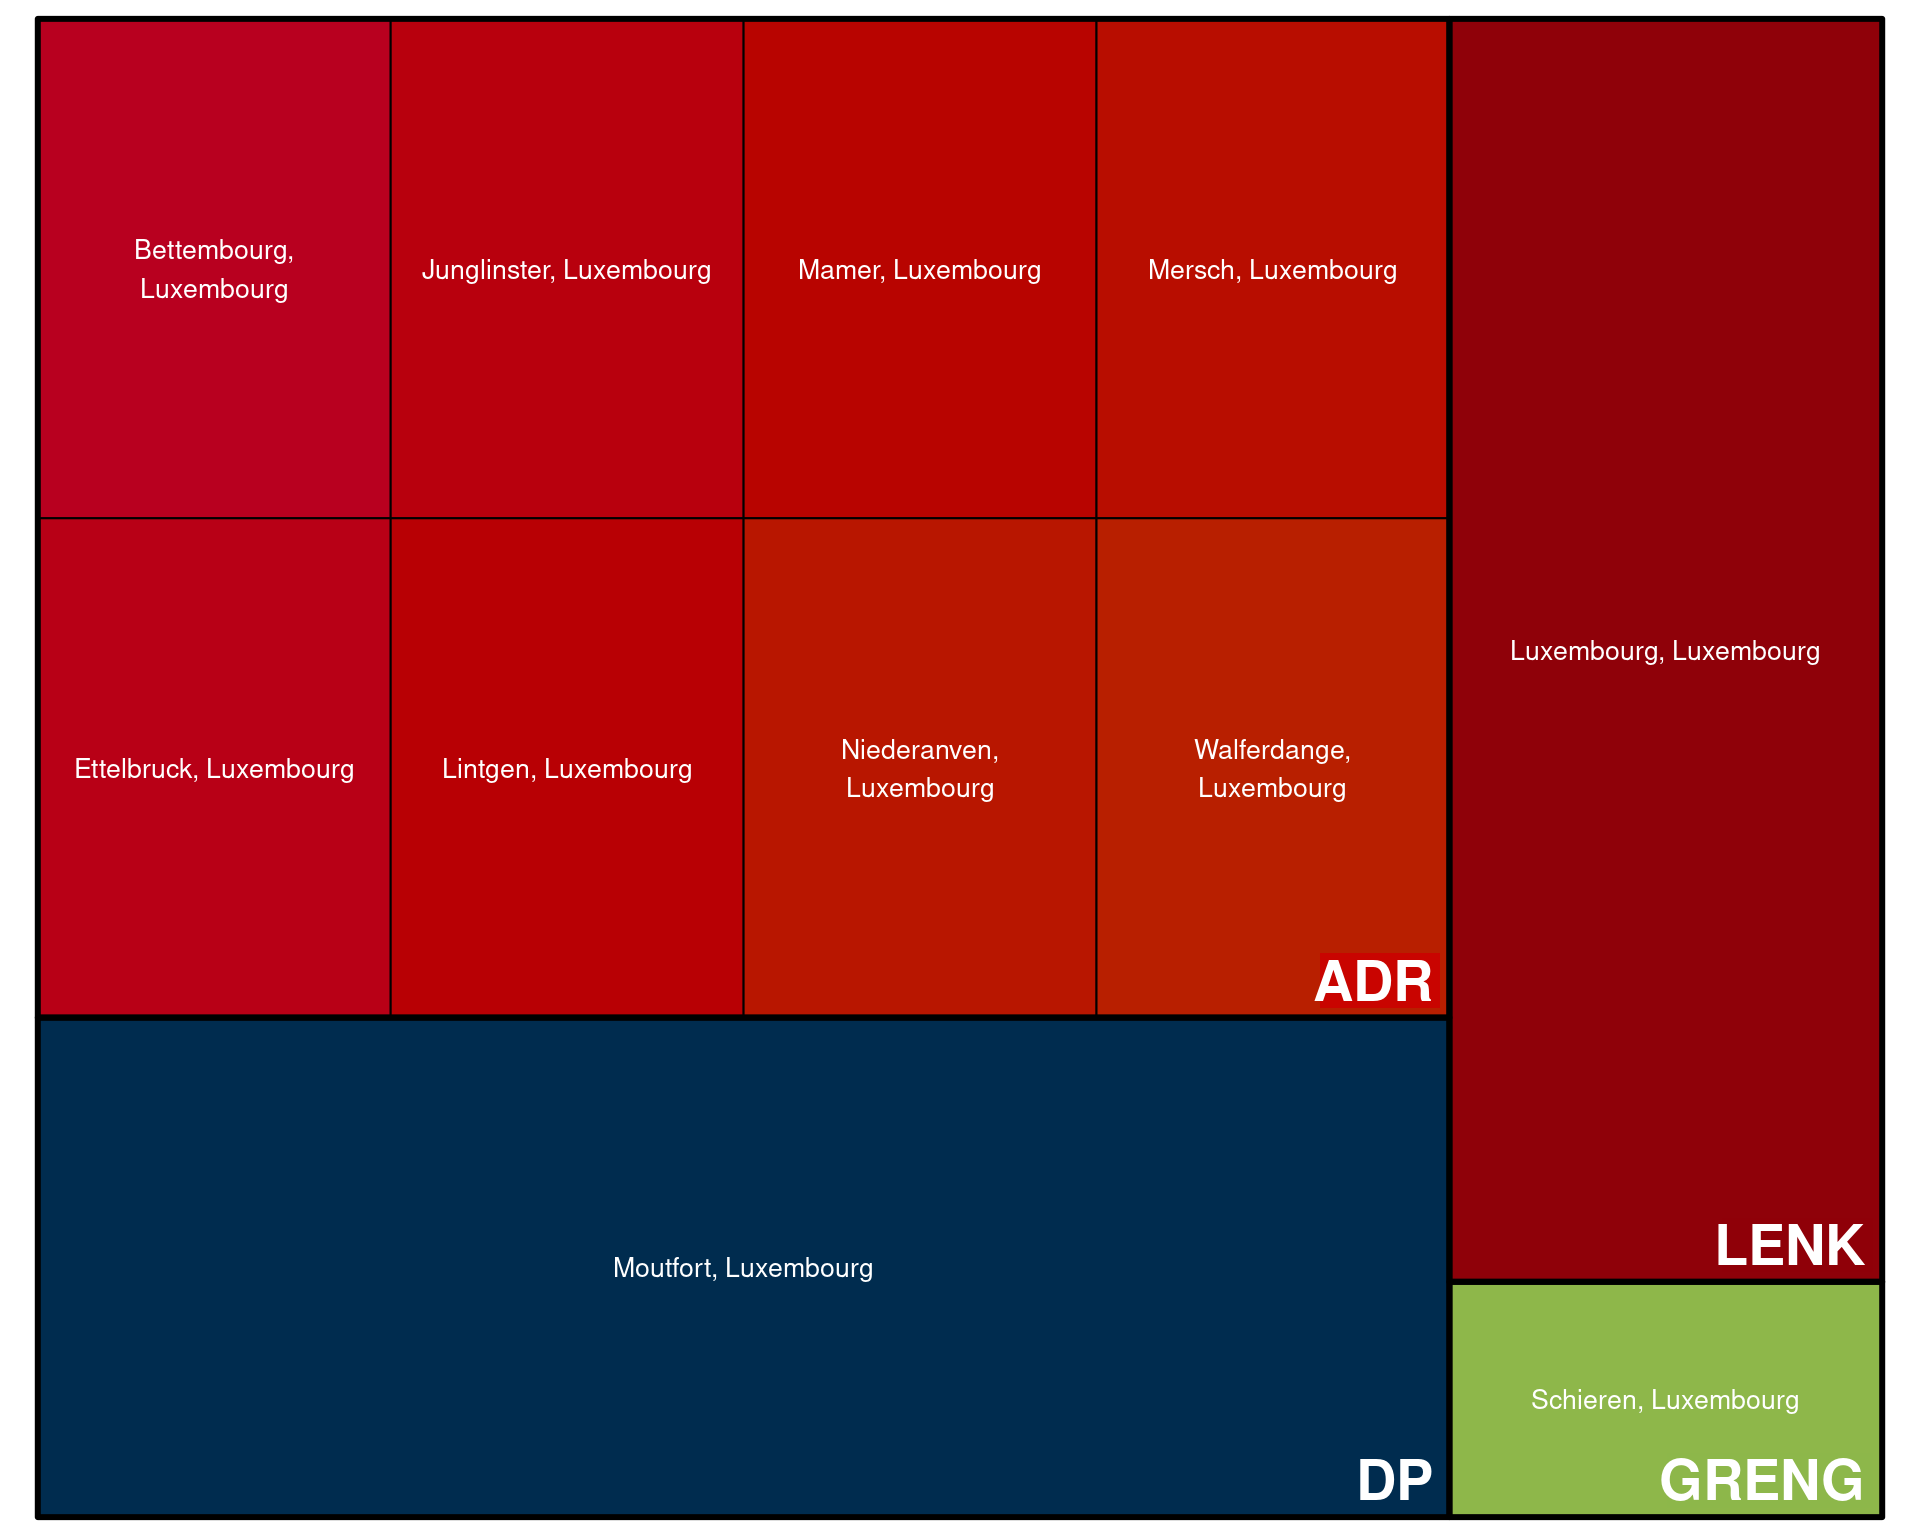 Bettembourg,
Luxembourg
Junglinster, Luxembourg
Mamer, Luxembourg
Mersch, Luxembourg
Ettelbruck, Luxembourg
Lintgen, Luxembourg
Niederanven,
Luxembourg
Walferdange,
Luxembourg
ADR
Luxembourg, Luxembourg
LENK
Moutfort, Luxembourg
DP
Schieren, Luxembourg
GRENG